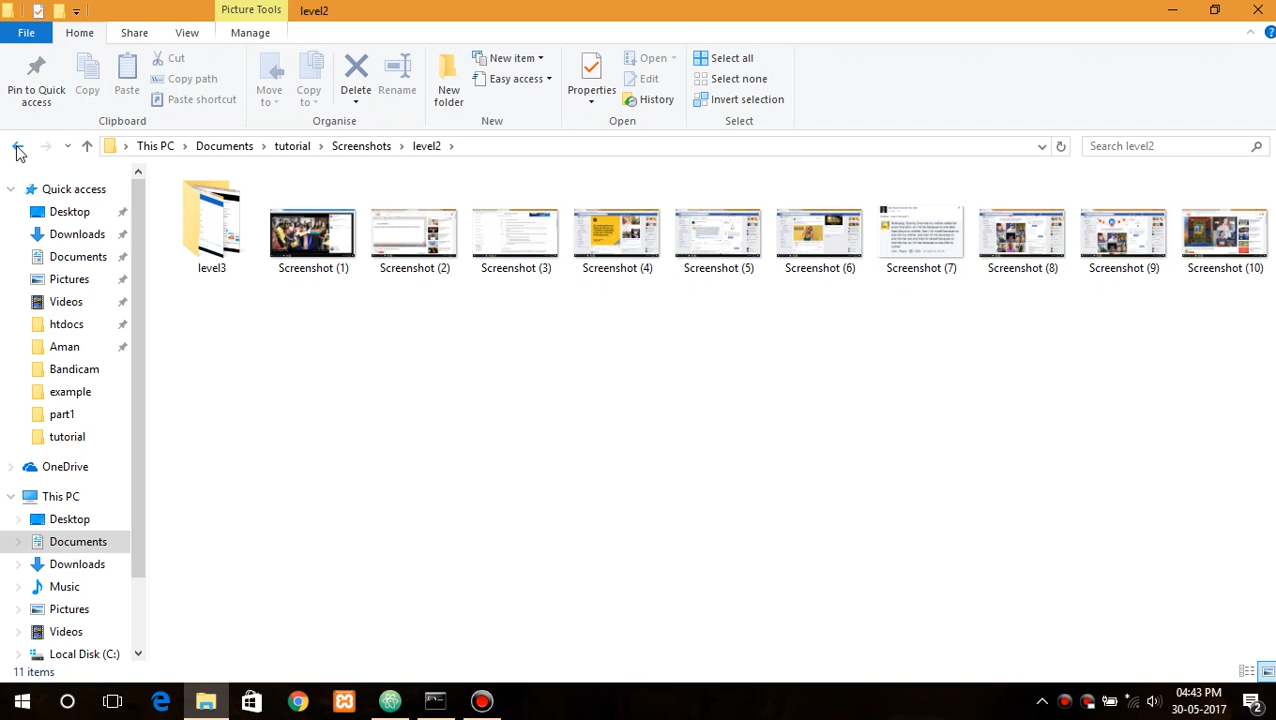 Picture Tools
level2
File
Home
Share
View
Manage
Pin to Quick access
Copy
Paste
Cut
Copy path
Paste shortcut
Clipboard
Move to
Copy to
Delete
Rename
Organise
New folder
New item
Easy access
New
Properties
Open
Edit
History
Open
Select all
Select none
Invert selection
Select
This PC
Documents
tutorial
Screenshots
level2
Search level2
Quick access
Desktop
Downloads
Documents
Pictures
Videos
htdocs
Aman
Bandicam
example
part1
tutorial
OneDrive
This PC
Desktop
Documents
Downloads
Music
Pictures
Videos
Local Disk (C:)
level3
Screenshot (1)
Screenshot (2)
Screenshot (3)
Screenshot (4)
Screenshot (5)
Screenshot (6)
Screenshot (7)
Screenshot (8)
Screenshot (9)
Screenshot (10)
11 items
04:43 PM
30-05-2017
2